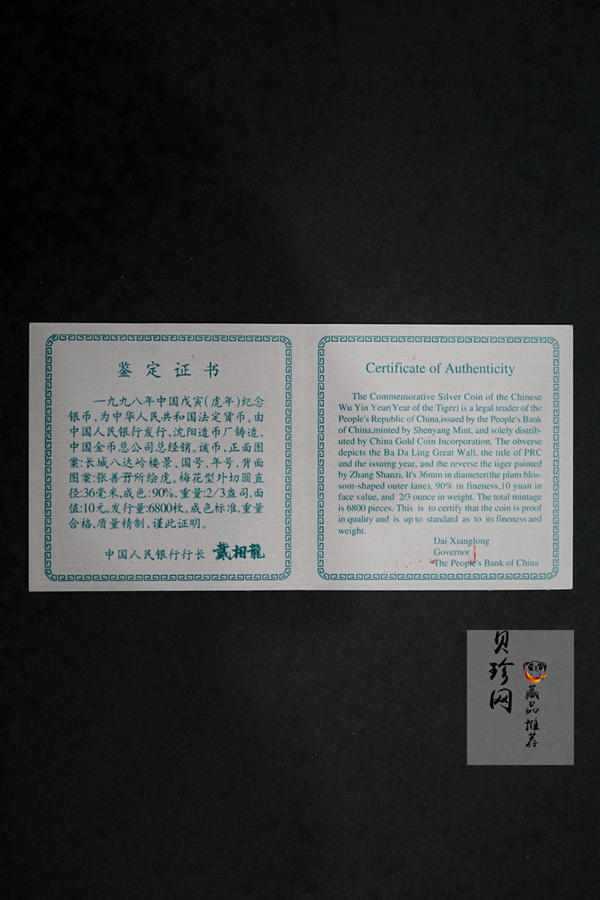 鉴定证书
一九九八年中国戊寅(虎年)纪念
银币，为中华人民共和国法定货币。由
中国人民银行发行，沈阳造币厂铸造，
中国金币总公司总经销。该币，正面图
案：长城八达岭楼景、国号、年号，背面
图案：张善孖所绘虎。梅花型外切圆直
径：36毫米，成色：90%，重量：2/3盎司，面
值：10元，发行量：6800枚，成色标准，重量
合格，质量精制，谨此证明。
中国人民银行行长 戴相龍
Certificate of Authenticity
The Commemorative Silver Coin of the Chinese
Wu Yin Year(Year of the Tiger) is a legal tender of the
People's Republic of China,issued by the People's Bank
of China,minted by Shenyang Mint, and solely distrib-
uted by China Gold Coin Incorporation. The obverse
depicts the Ba Da Ling Great Wall, the title of PRC
and the issuing year, and the reverse the tiger painted
by Zhang Shanzi. It's 36mm in diameter(the plum blos-
som-shaped outer lane), 90% in fineness,10 yuan in
face value, and 2/3 ounce in weight. The total mintage
is 6800 pieces. This is to certify that the coin is proof
in quality and is up to standard as to its fineness and
weight.
Dai Xianglong
Governor
The People's Bank of China
贝珍网
藏品推荐